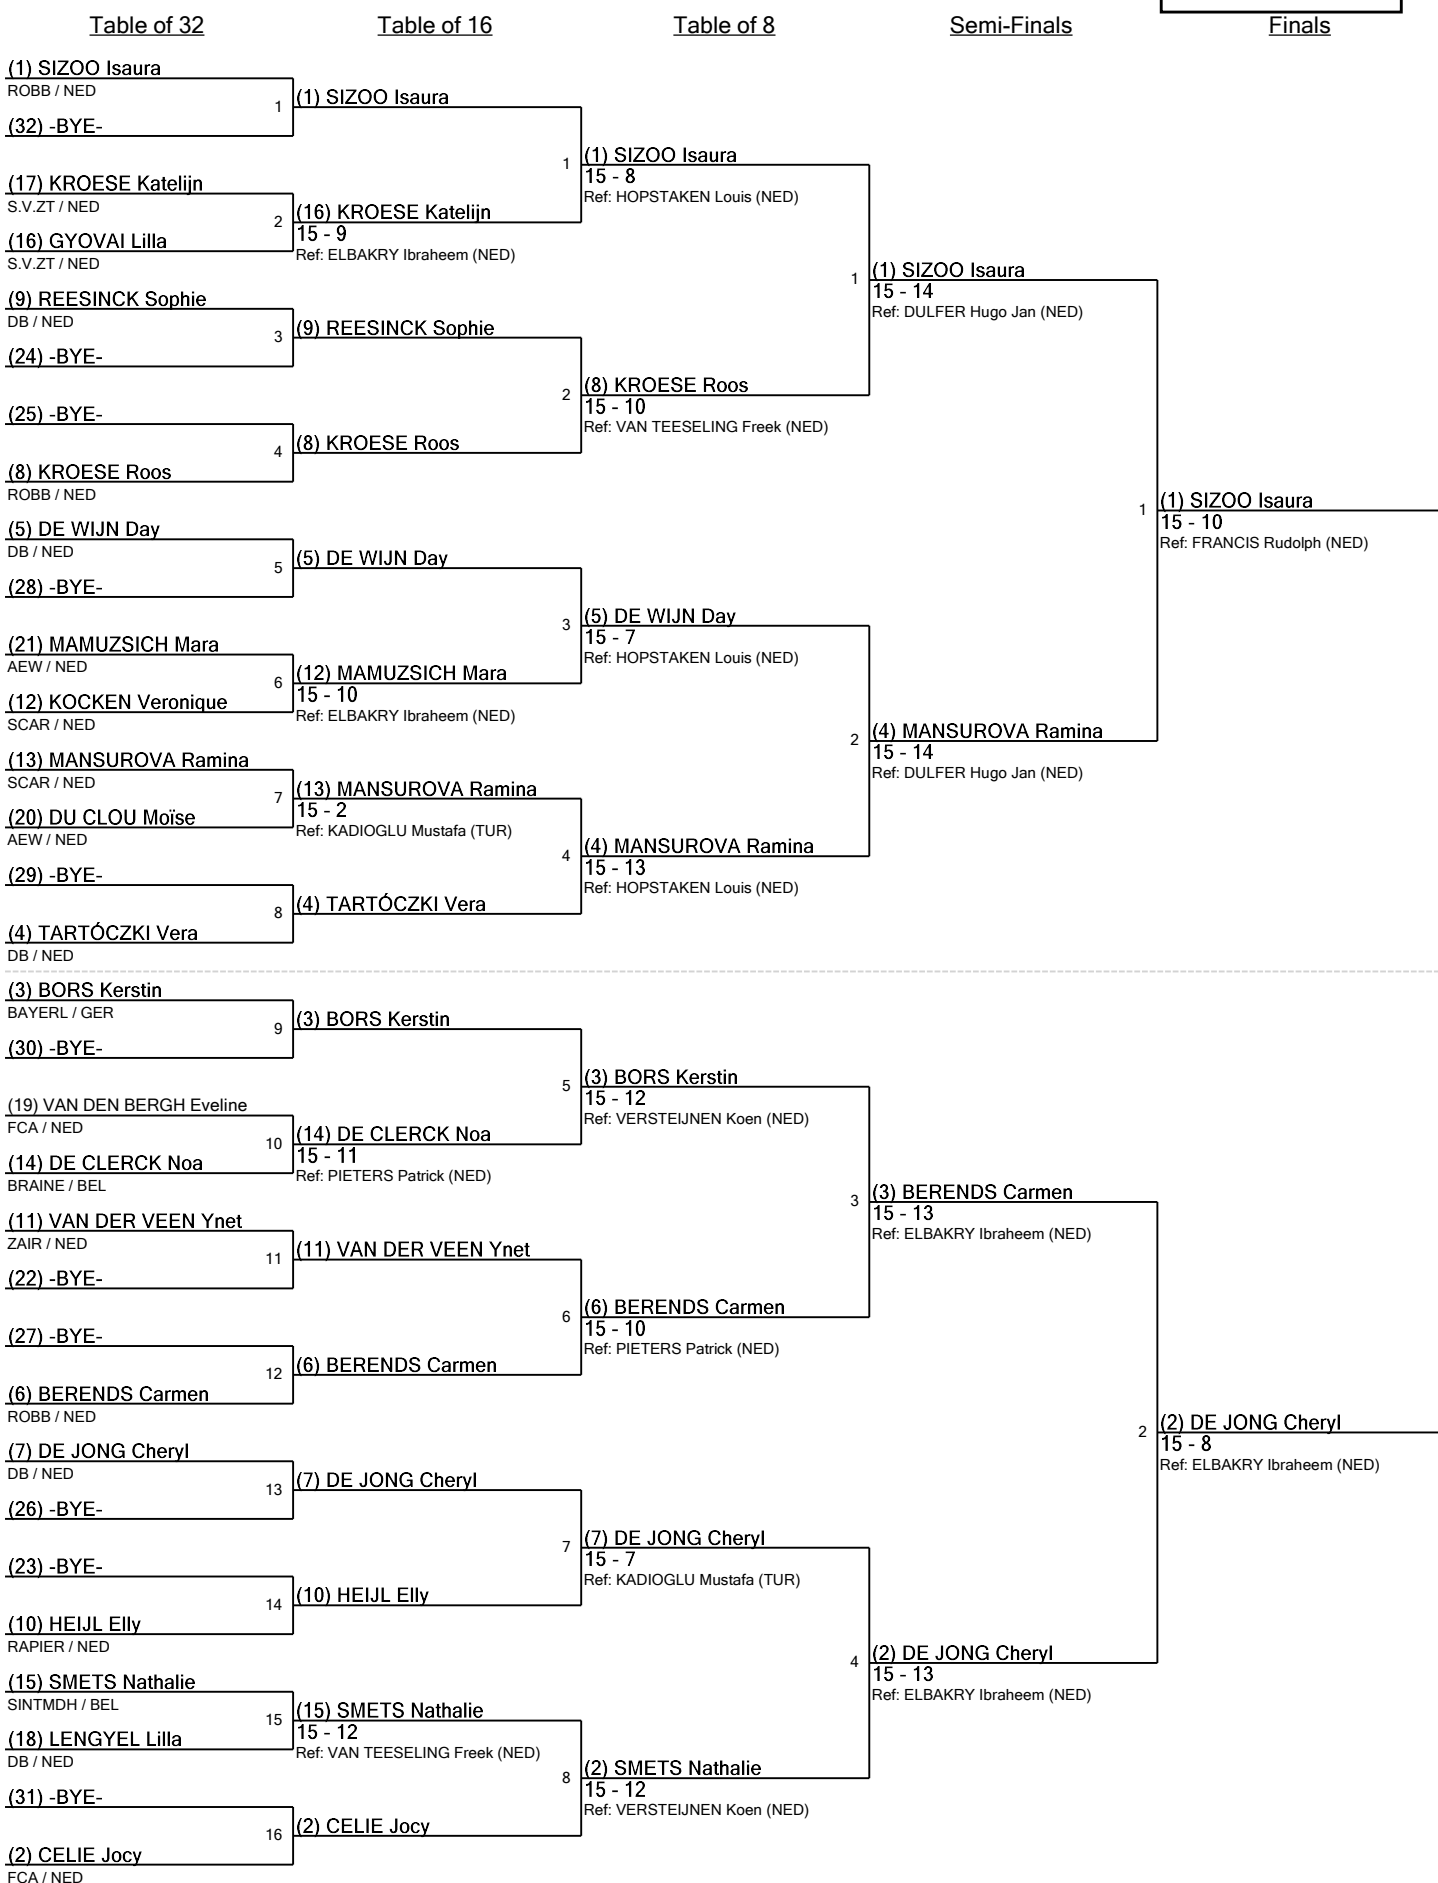 Table of 32
Table of 16
Table of 8
Semi-Finals
Finals
(1) SIZOO Isaura
ROBB / NED
(32) -BYE-
(17) KROESE Katelijn
S.V.ZT / NED
(16) GYOVAI Lilla
S.V.ZT / NED
(9) REESINCK Sophie
DB / NED
(24) -BYE-
(25) -BYE-
(8) KROESE Roos
ROBB / NED
(5) DE WIJN Day
DB / NED
(28) -BYE-
(21) MAMUZSICH Mara
AEW / NED
(12) KOCKEN Veronique
SCAR / NED
(13) MANSUROVA Ramina
SCAR / NED
(20) DU CLOU Moïse
AEW / NED
(29) -BYE-
(4) TARTÓCZKI Vera
DB / NED
(3) BORS Kerstin
BAYERL / GER
(30) -BYE-
(19) VAN DEN BERGH Eveline
FCA / NED
(14) DE CLERCK Noa
BRAINE / BEL
(11) VAN DER VEEN Ynet
ZAIR / NED
(22) -BYE-
(27) -BYE-
(6) BERENDS Carmen
ROBB / NED
(7) DE JONG Cheryl
DB / NED
(26) -BYE-
(23) -BYE-
(10) HEIJL Elly
RAPIER / NED
(15) SMETS Nathalie
SINTMDH / BEL
(18) LENGYEL Lilla
DB / NED
(31) -BYE-
(2) CELIE Jocy
FCA / NED
1
(1) SIZOO Isaura
2
(16) KROESE Katelijn
15 - 9
Ref: ELBAKRY Ibraheem (NED)
3
(9) REESINCK Sophie
4
(8) KROESE Roos
5
(5) DE WIJN Day
6
(12) MAMUZSICH Mara
15 - 10
Ref: ELBAKRY Ibraheem (NED)
7
(13) MANSUROVA Ramina
15 - 2
Ref: KADIOGLU Mustafa (TUR)
8
(4) TARTÓCZKI Vera
9
(3) BORS Kerstin
10
(14) DE CLERCK Noa
15 - 11
Ref: PIETERS Patrick (NED)
11
(11) VAN DER VEEN Ynet
12
(6) BERENDS Carmen
13
(7) DE JONG Cheryl
14
(10) HEIJL Elly
15
(15) SMETS Nathalie
15 - 12
Ref: VAN TEESELING Freek (NED)
16
(2) CELIE Jocy
1
(1) SIZOO Isaura
15 - 8
Ref: HOPSTAKEN Louis (NED)
2
(8) KROESE Roos
15 - 10
Ref: VAN TEESELING Freek (NED)
3
(5) DE WIJN Day
15 - 7
Ref: HOPSTAKEN Louis (NED)
4
(4) MANSUROVA Ramina
15 - 13
Ref: HOPSTAKEN Louis (NED)
5
(3) BORS Kerstin
15 - 12
Ref: VERSTEIJNEN Koen (NED)
6
(6) BERENDS Carmen
15 - 10
Ref: PIETERS Patrick (NED)
7
(7) DE JONG Cheryl
15 - 7
Ref: KADIOGLU Mustafa (TUR)
8
(2) SMETS Nathalie
15 - 12
Ref: VERSTEIJNEN Koen (NED)
1
(1) SIZOO Isaura
15 - 14
Ref: DULFER Hugo Jan (NED)
2
(4) MANSUROVA Ramina
15 - 14
Ref: DULFER Hugo Jan (NED)
3
(3) BERENDS Carmen
15 - 13
Ref: ELBAKRY Ibraheem (NED)
4
(2) DE JONG Cheryl
15 - 13
Ref: ELBAKRY Ibraheem (NED)
1
(1) SIZOO Isaura
15 - 10
Ref: FRANCIS Rudolph (NED)
2
(2) DE JONG Cheryl
15 - 8
Ref: ELBAKRY Ibraheem (NED)